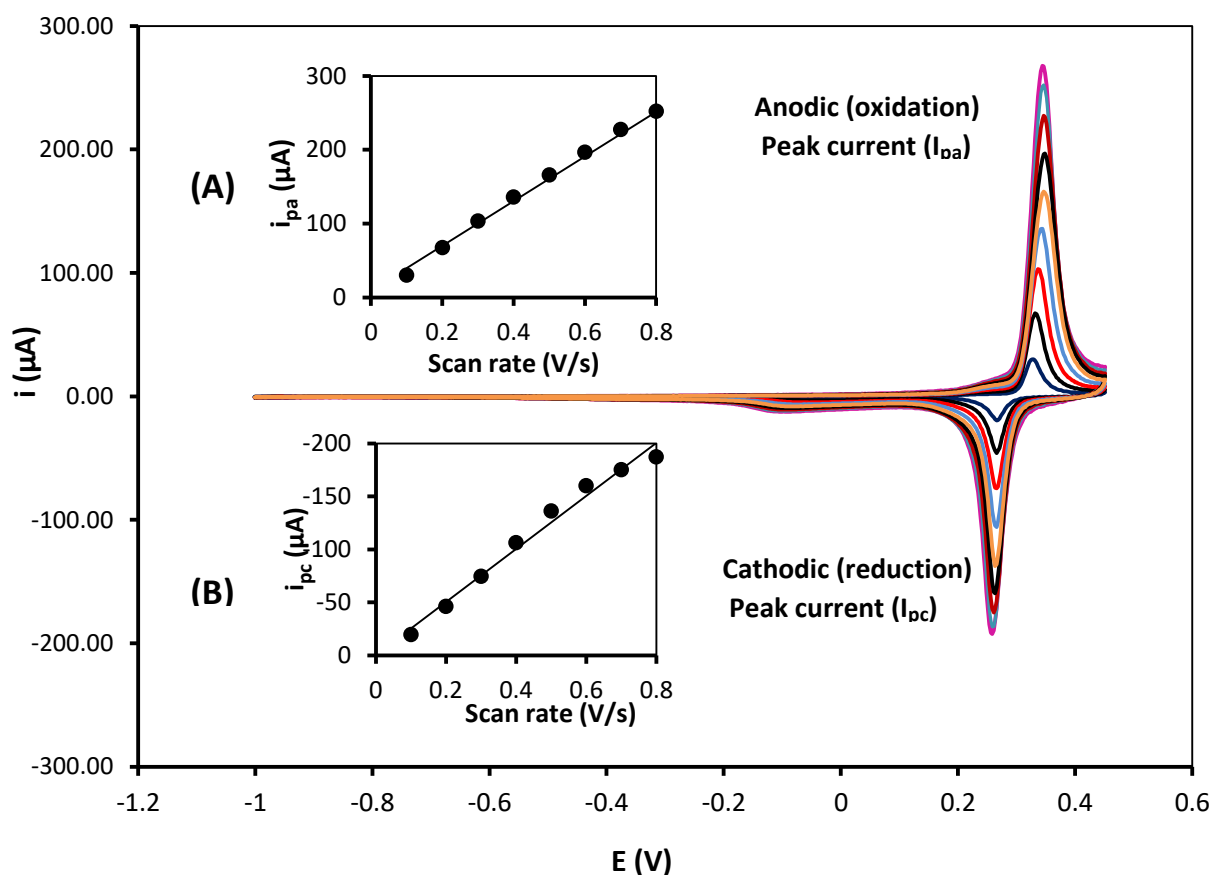 300.00
200.00
100.00
0.00
-100.00
-200.00
-300.00
i (µA)
-1.2 -1 -0.8 -0.6 -0.4 -0.2 0 0.2 0.4 0.6
E (V)
(A)
300
200
100
0
i_pa (µA)
0 0.2 0.4 0.6 0.8
Scan rate (V/s)
Anodic (oxidation)
Peak current (I_pa)
(B)
-200
-150
-100
-50
0
i_pc (µA)
0 0.2 0.4 0.6 0.8
Scan rate (V/s)
Cathodic (reduction)
Peak current (I_pc)